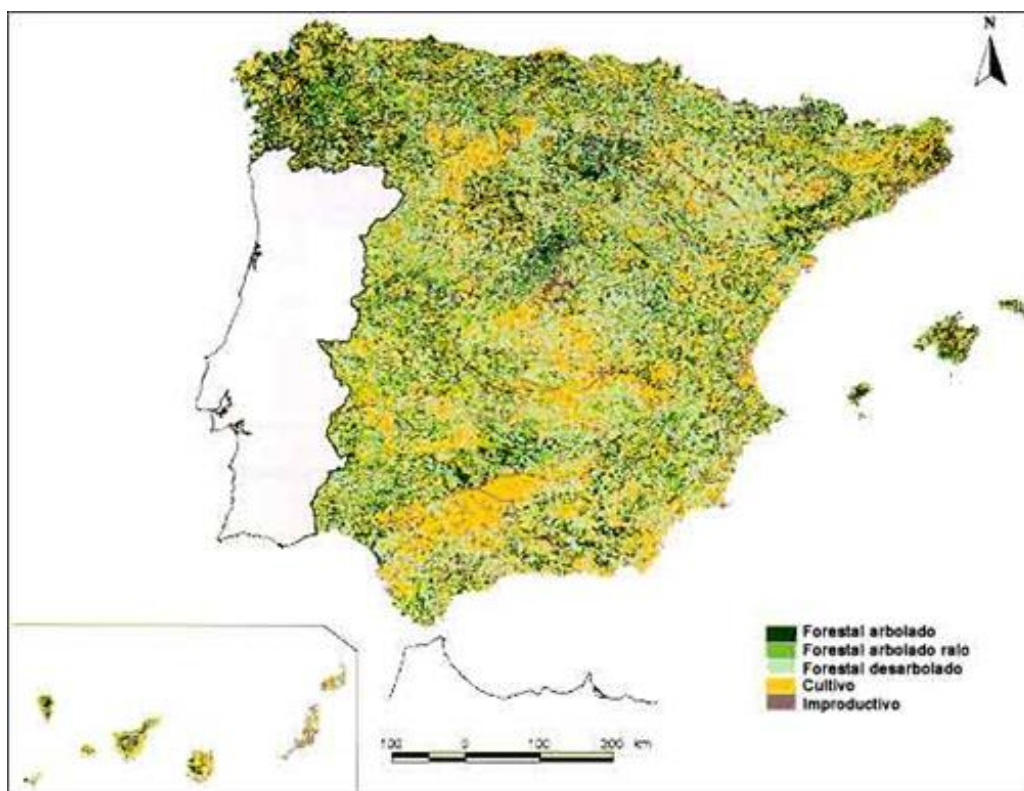 N
Forestal arbolado
Forestal arbolado ralo
Forestal desarbolado
Cultivo
Improductivo
100 0 100 200 km